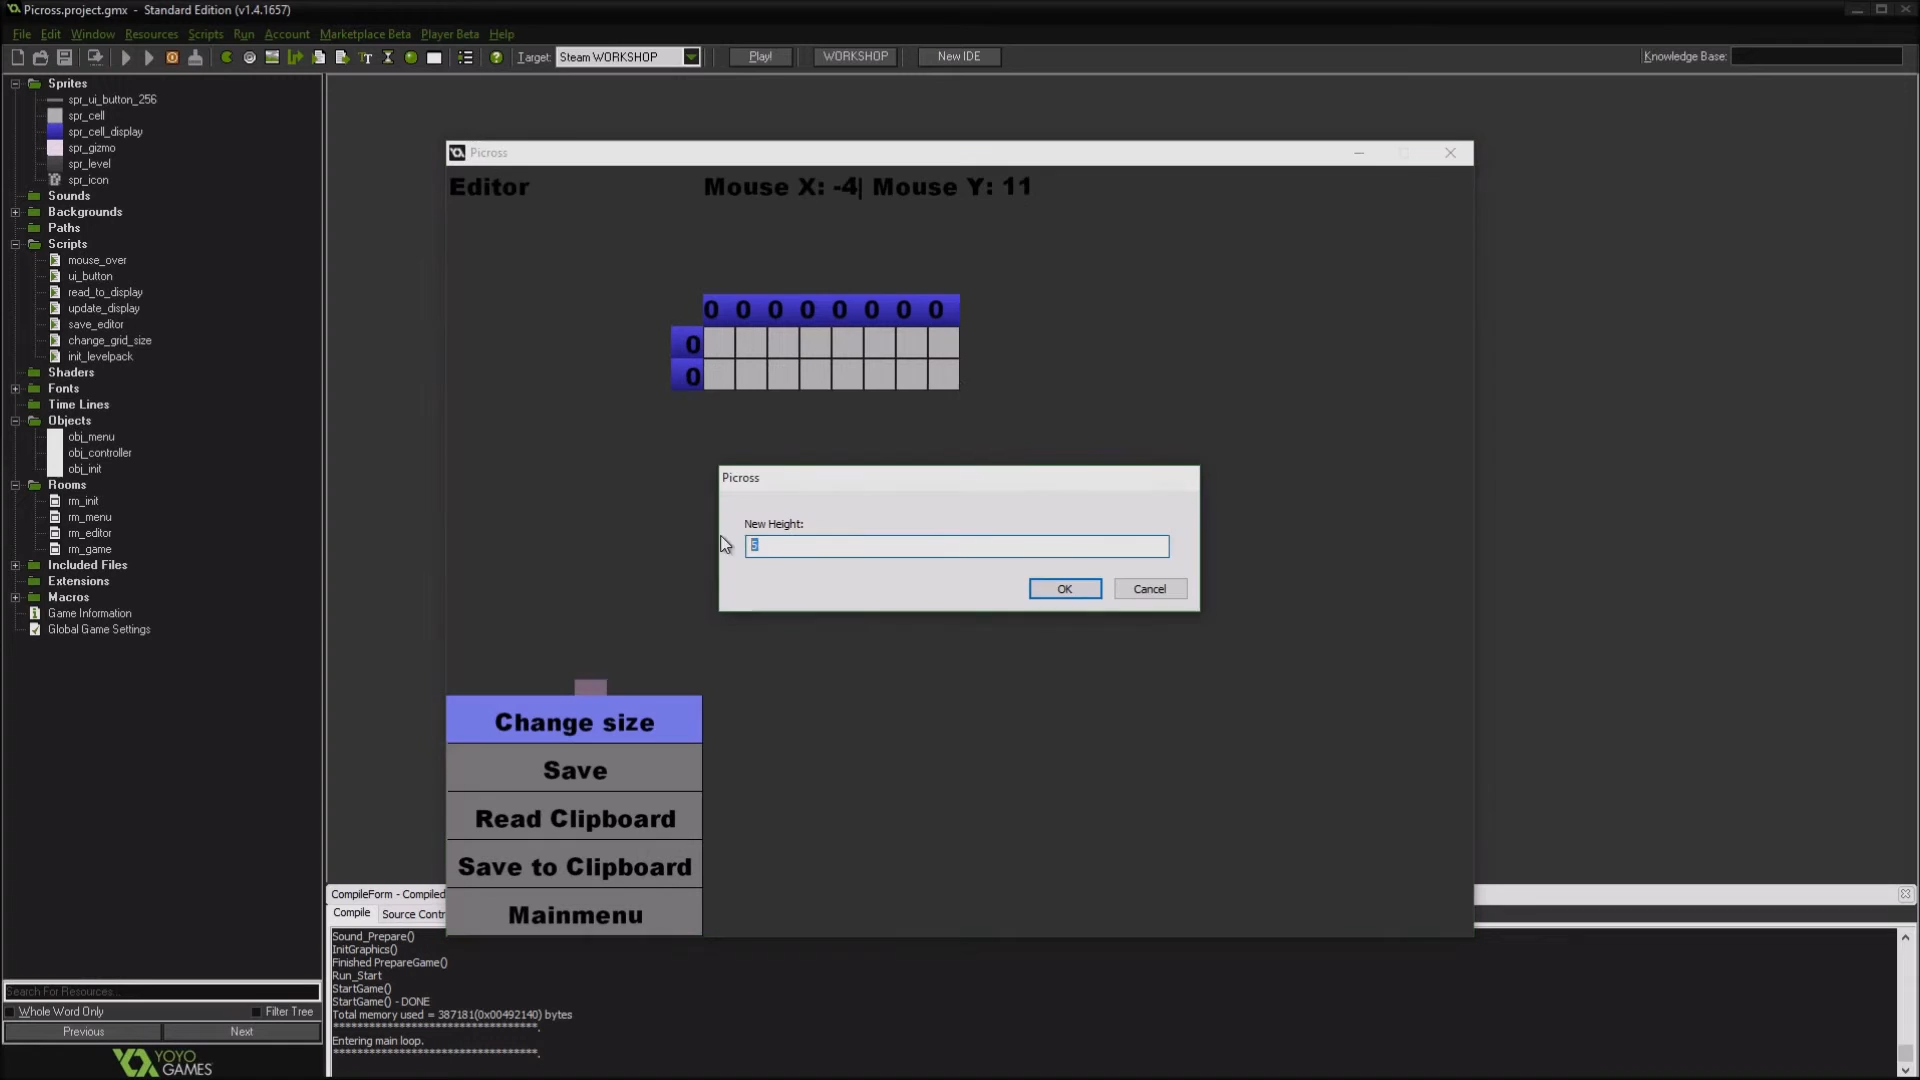 Picross.project.gmx - Standard Edition (v1.4.1657)
File Edit Window Resources Scripts Run Account Marketplace Beta Player Beta Help
Target: Steam WORKSHOP Play! WORKSHOP New IDE Knowledge Base:
Sprites
spr_ui_button_256
spr_cell
spr_cell_display
spr_gizmo
spr_level
spr_icon
Sounds
Backgrounds
Paths
Scripts
mouse_over
ui_button
read_to_display
update_display
save_editor
change_grid_size
init_levelpack
Shaders
Fonts
Time Lines
Objects
obj_menu
obj_controller
obj_init
Rooms
rm_init
rm_menu
rm_editor
rm_game
Included Files
Extensions
Macros
Game Information
Global Game Settings
Search For Resources...
Whole Word Only Filter Tree
Previous Next
YOYO
GAMES
Picross
Editor Mouse X: -4| Mouse Y: 11
0 0 0 0 0 0 0 0
0
0
Picross
New Height:
5
OK Cancel
Change size
Save
Read Clipboard
Save to Clipboard
Mainmenu
CompileForm - Compiled
Compile Source Contr
Sound_Prepare()
InitGraphics()
Finished PrepareGame()
Run_Start
StartGame()
StartGame() - DONE
Total memory used = 387181(0x00492140) bytes
**********************************.
Entering main loop.
**********************************.